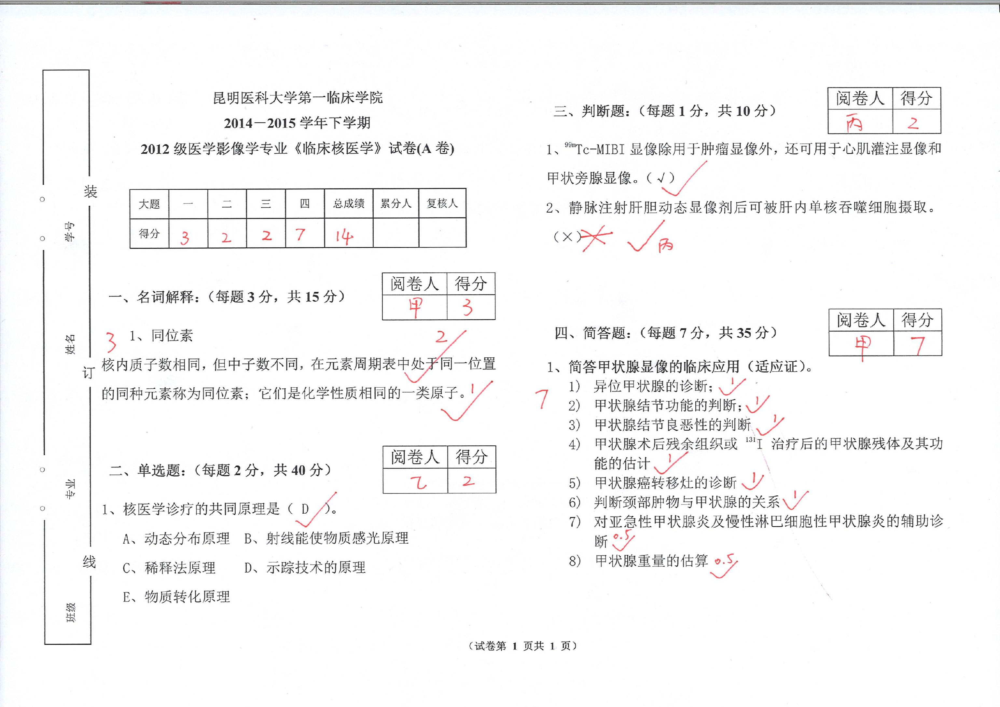 昆明医科大学第一临床学院
2014－2015 学年下学期
2012 级医学影像学专业《临床核医学》试卷(A 卷)
大题 一 二 三 四 总成绩 累分人 复核人
得分 3 2 2 7 14
阅卷人 得分
一、名词解释：（每题 3 分，共 15 分）
甲 3
3 1、同位素 2
核内质子数相同，但中子数不同，在元素周期表中处于同一位置
的同种元素称为同位素；它们是化学性质相同的一类原子。 1
阅卷人 得分
二、单选题：（每题 2 分，共 40 分）
乙 2
1、核医学诊疗的共同原理是（ D ）。
A、动态分布原理 B、射线能使物质感光原理
C、稀释法原理 D、示踪技术的原理
E、物质转化原理
阅卷人 得分
三、判断题：（每题 1 分，共 10 分）
丙 2
1、99mTc-MIBI 显像除用于肿瘤显像外，还可用于心肌灌注显像和
甲状旁腺显像。（√）
2、静脉注射肝胆动态显像剂后可被肝内单核吞噬细胞摄取。
（×） 丙
阅卷人 得分
四、简答题：（每题 7 分，共 35 分）
甲 7
1、简答甲状腺显像的临床应用（适应证）。
7
1) 异位甲状腺的诊断； 1
2) 甲状腺结节功能的判断； 1
3) 甲状腺结节良恶性的判断 1
4) 甲状腺术后残余组织或 131I 治疗后的甲状腺残体及其功
能的估计 1
5) 甲状腺癌转移灶的诊断 1
6) 判断颈部肿物与甲状腺的关系 1
7) 对亚急性甲状腺炎及慢性淋巴细胞性甲状腺炎的辅助诊
断 0.5
8) 甲状腺重量的估算 0.5
（试卷第 1 页共 1 页）
装
订
线
学号
姓名
专业
班级